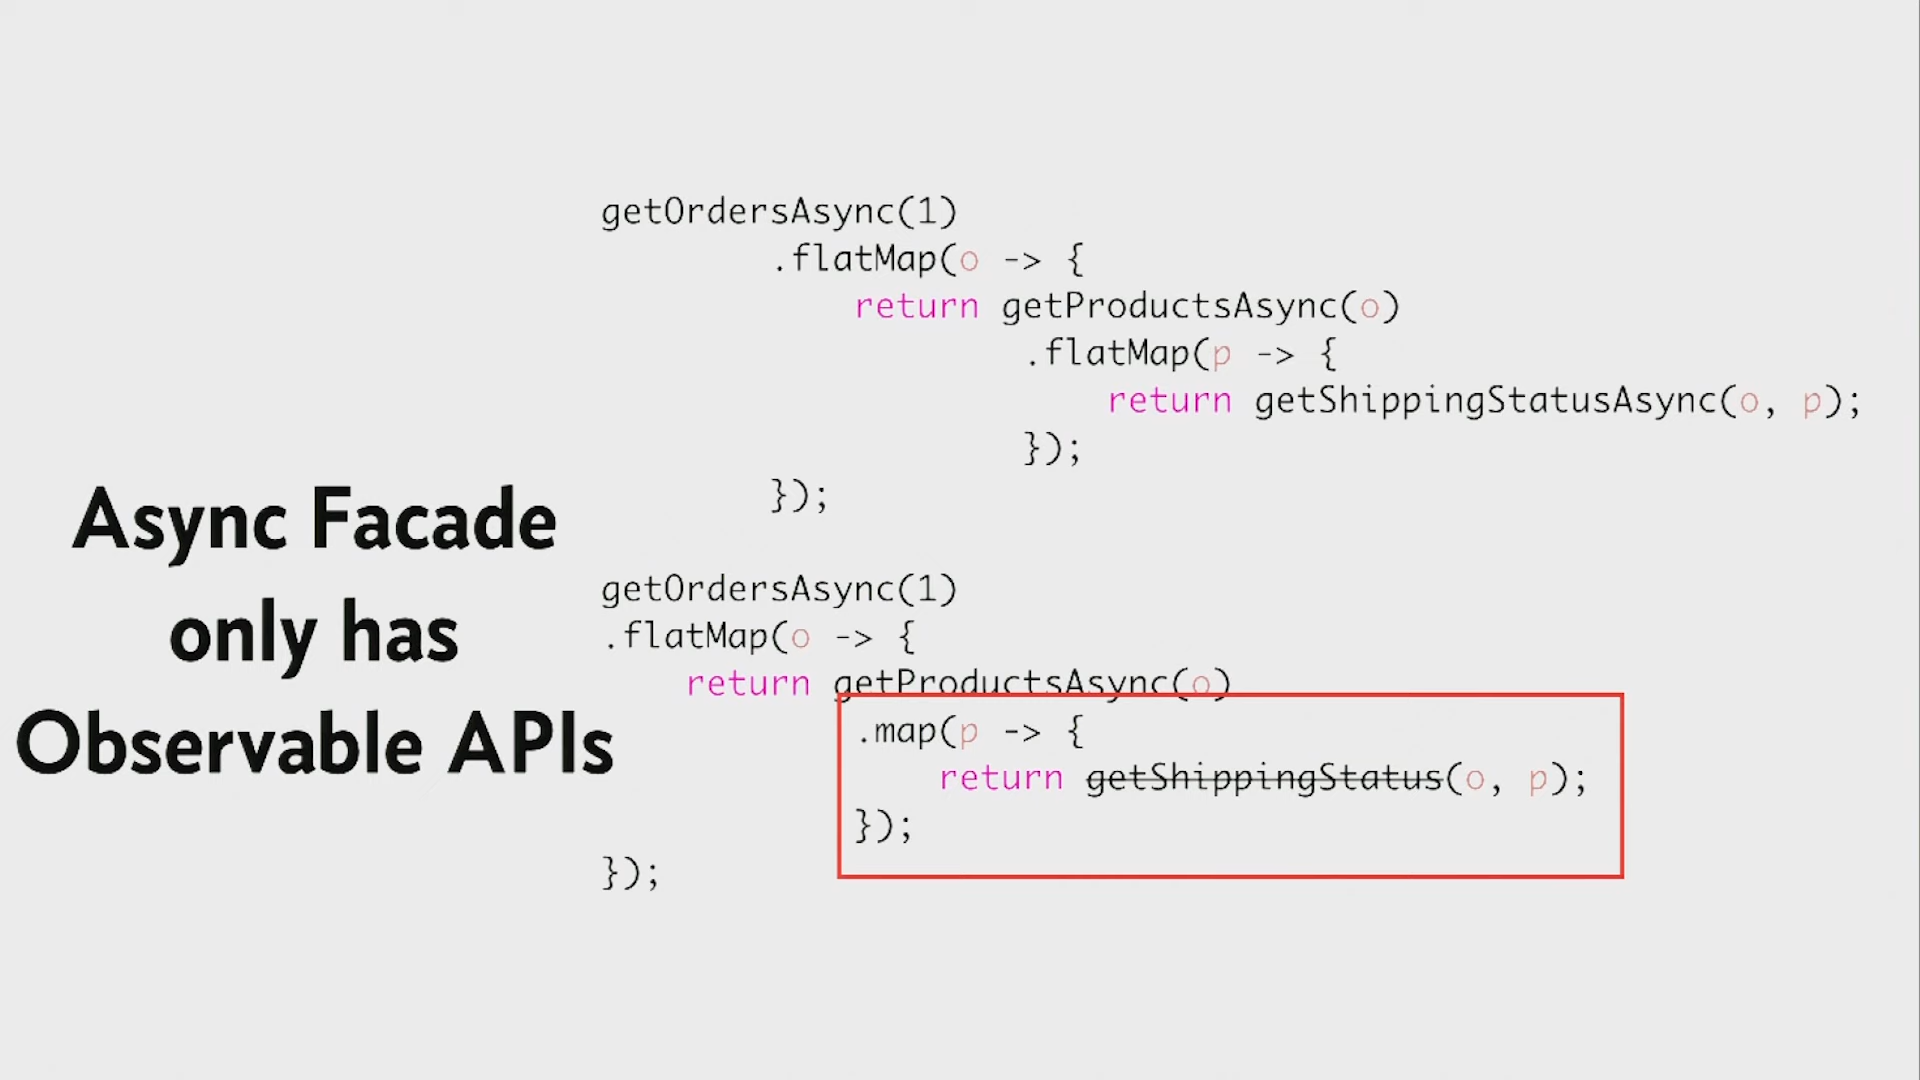 Async Facade
only has
Observable APIs
getOrdersAsync(1)
.flatMap(o -> {
return getProductsAsync(o)
.flatMap(p -> {
return getShippingStatusAsync(o, p);
});
});
getOrdersAsync(1)
.flatMap(o -> {
return getProductsAsync(o)
.map(p -> {
return getShippingStatus(o, p);
});
});